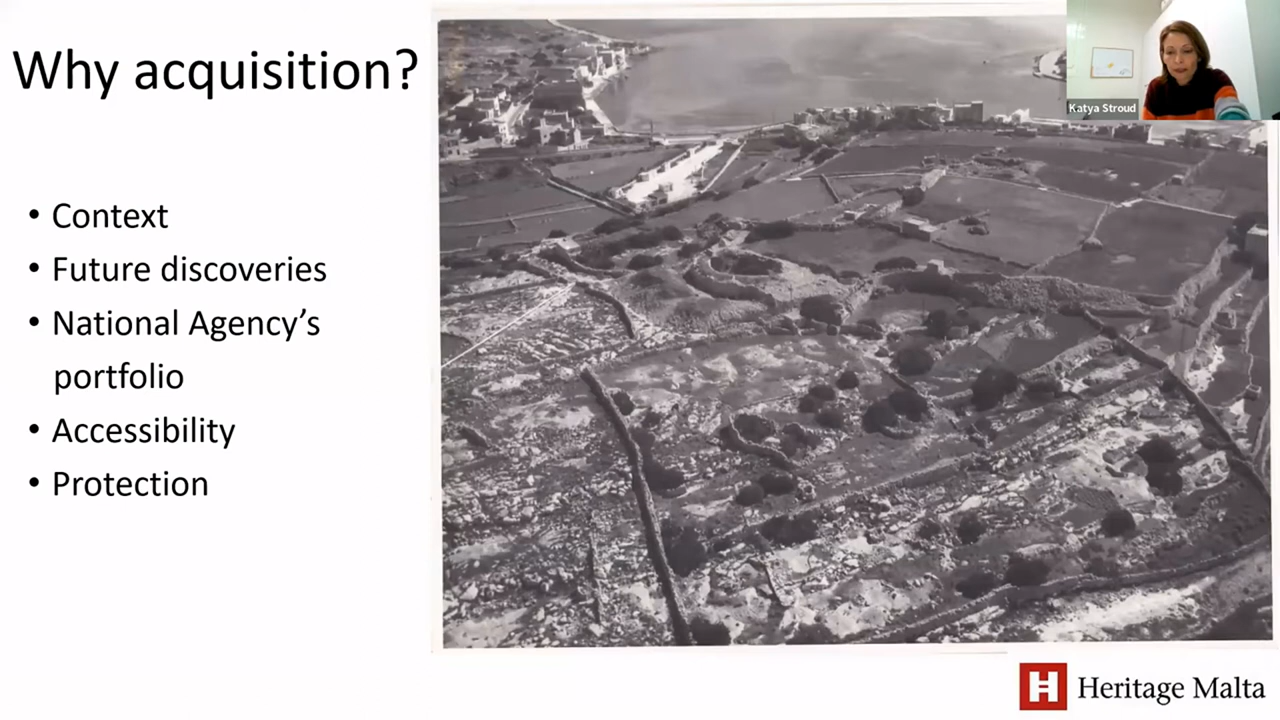 Why acquisition?
Katya Stroud
• Context
• Future discoveries
• National Agency’s
portfolio
• Accessibility
• Protection
H Heritage Malta